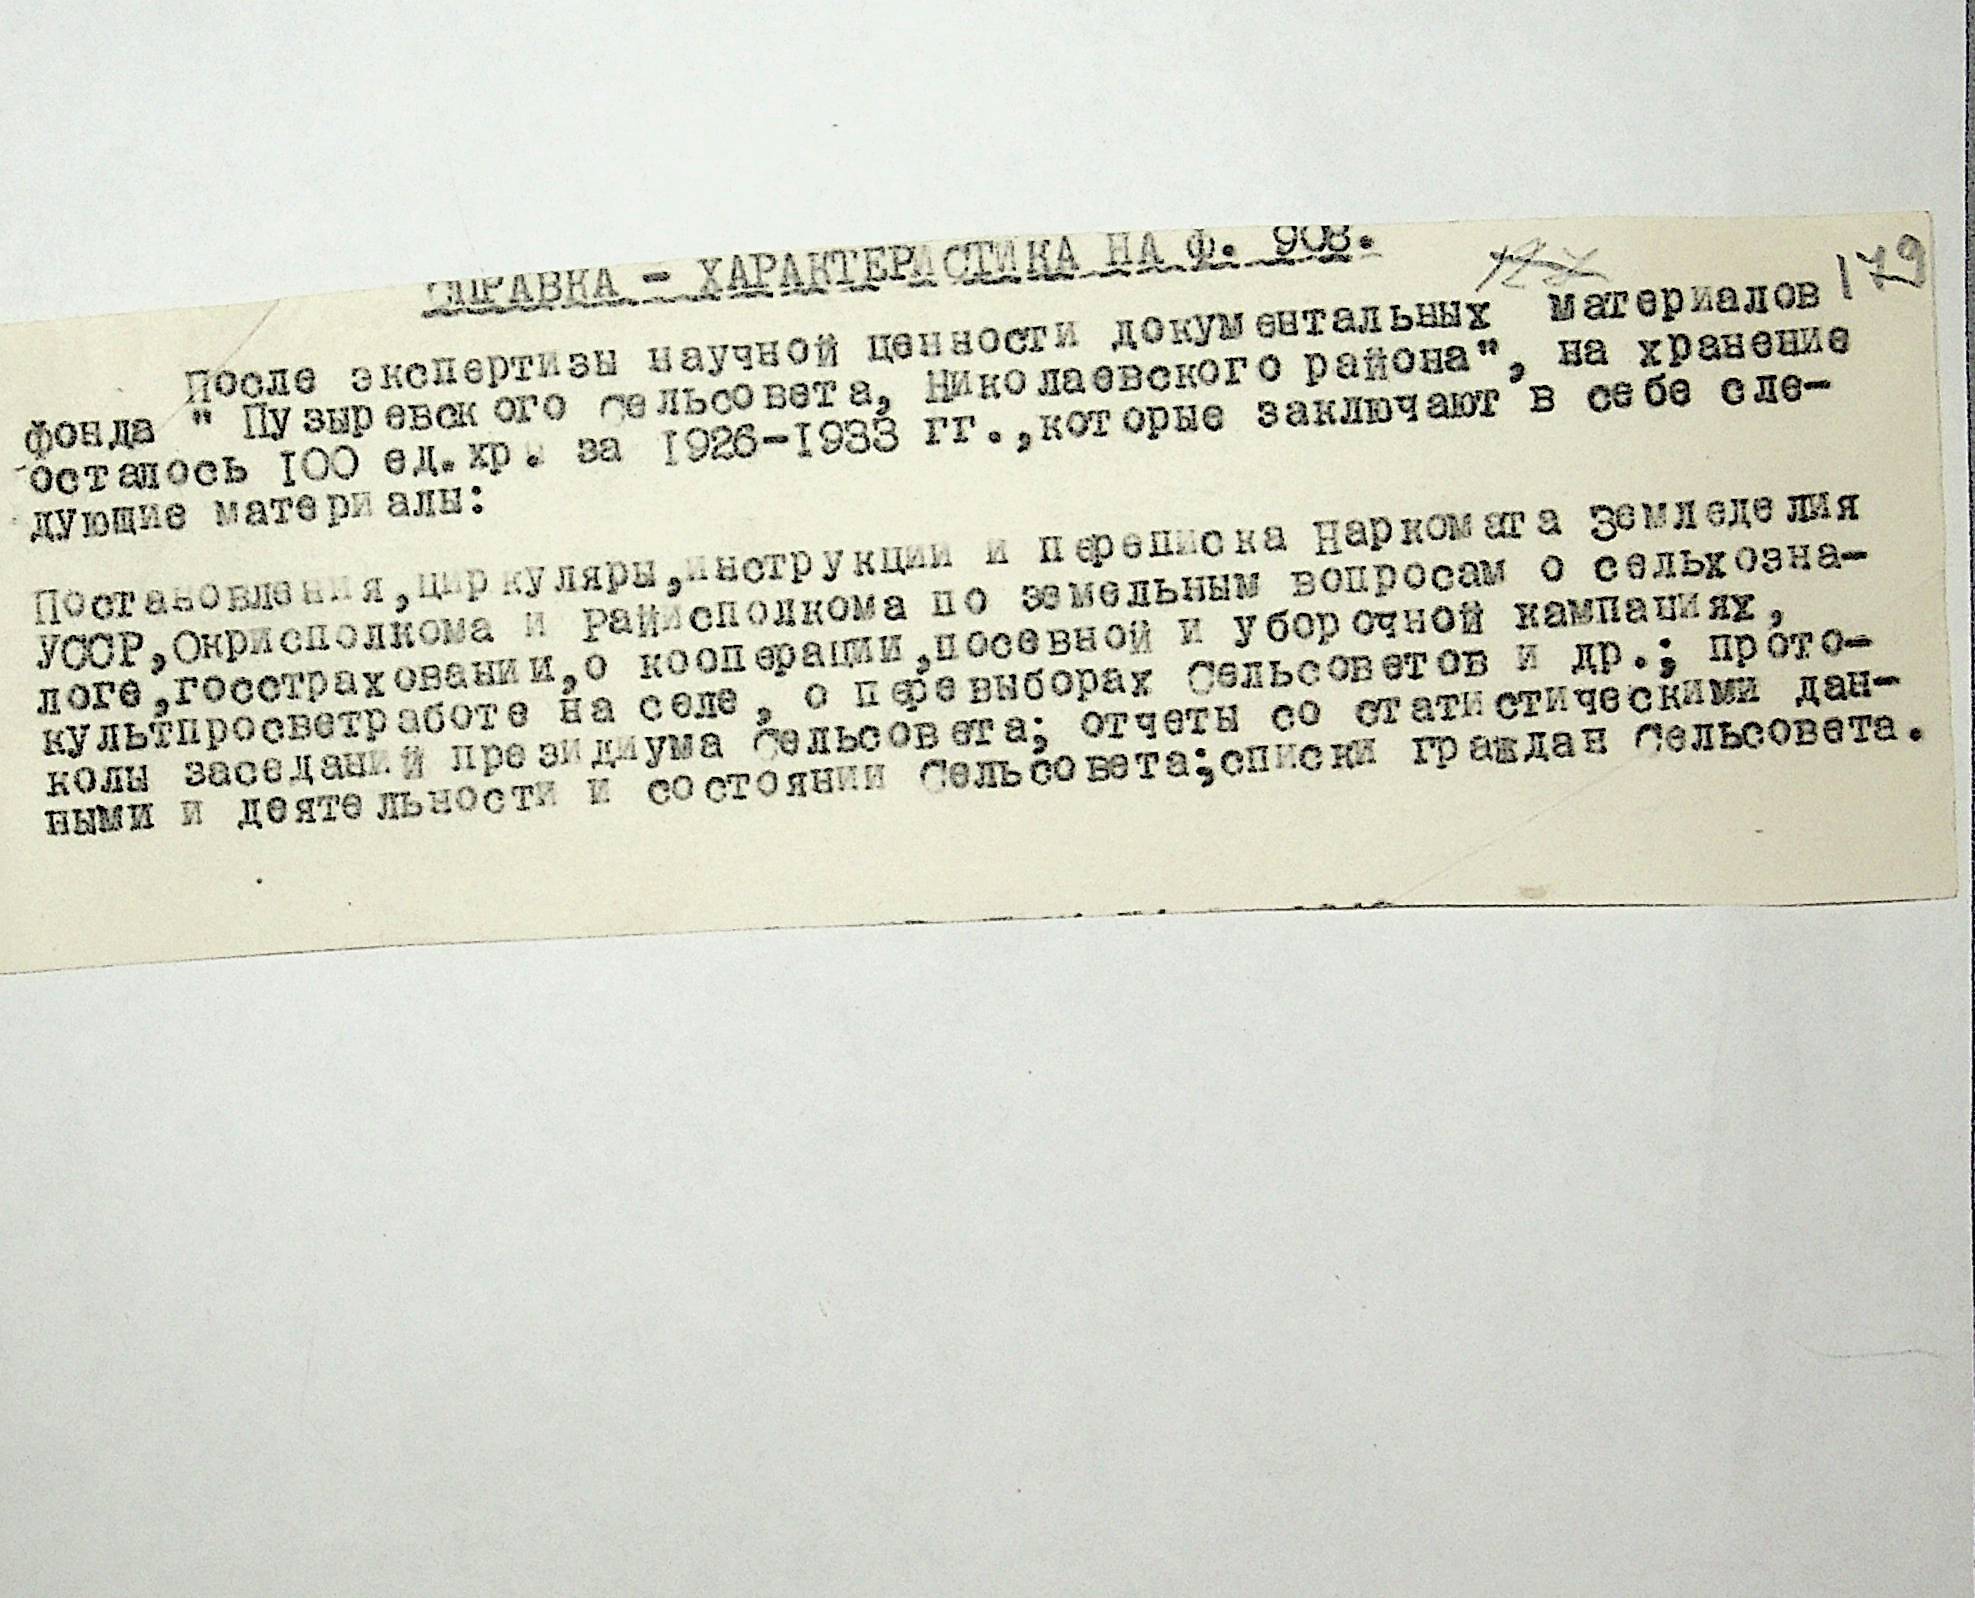 СПРАВКА - ХАРАКТЕРИСТИКА НА Ф. 908.
179
После экспертизы научной ценности документальных материалов
фонда " Пузыревского Сельсовета, Николаевского района", на хранение
осталось 100 ед.хр. за 1926-1933 гг.,которые заключают в себе сле-
дующие материалы:
Постановления,циркуляры,инструкции и переписка Наркомата Земледелия
УССР,Окрисполкома и Райисполкома по земельным вопросам о сельхозна-
логе,госстраховании,о кооперации,посевной и уборочной кампациях,
культпросветработе на селе, о перевыборах Сельсоветов и др.; прото-
колы заседаний президиума Сельсовета; отчеты со статистическими дан-
ными и деятельности и состоянии Сельсовета;списки граждан Сельсовета.